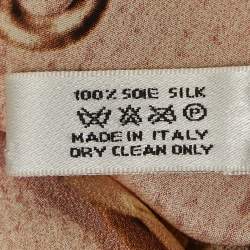 100% SOIE SILK
P
MADE IN ITALY
DRY CLEAN ONLY